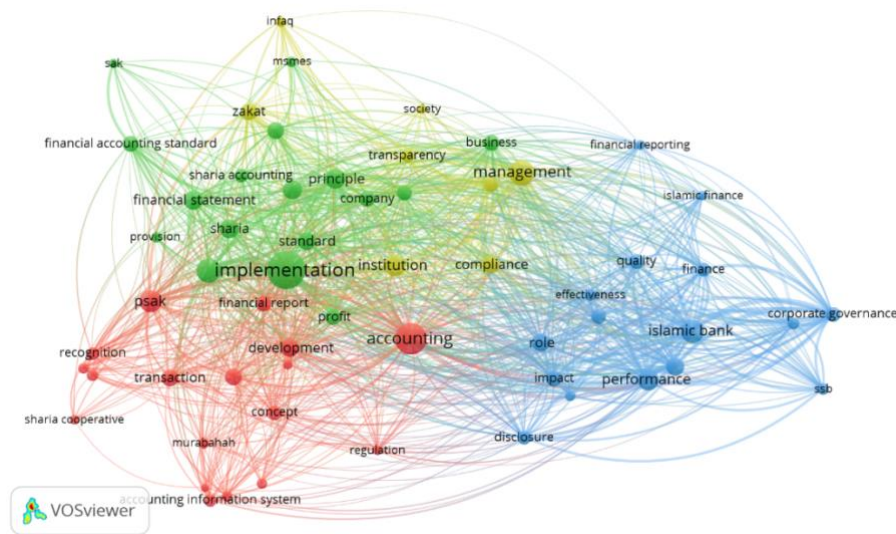 infaq
sak
msmes
zakat
society
financial accounting standard
business
financial reporting
transparency
sharia accounting
principle
management
financial statement
company
islamic finance
provision
sharia
standard
implementation
institution
compliance
quality
finance
psak
financial report
effectiveness
profit
corporate governance
accounting
islamic bank
recognition
development
role
transaction
impact
performance
ssb
sharia cooperative
concept
murabahah
regulation
disclosure
accounting information system
VOSviewer